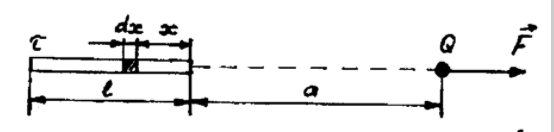 dx x
τ Q F⃗
ℓ a